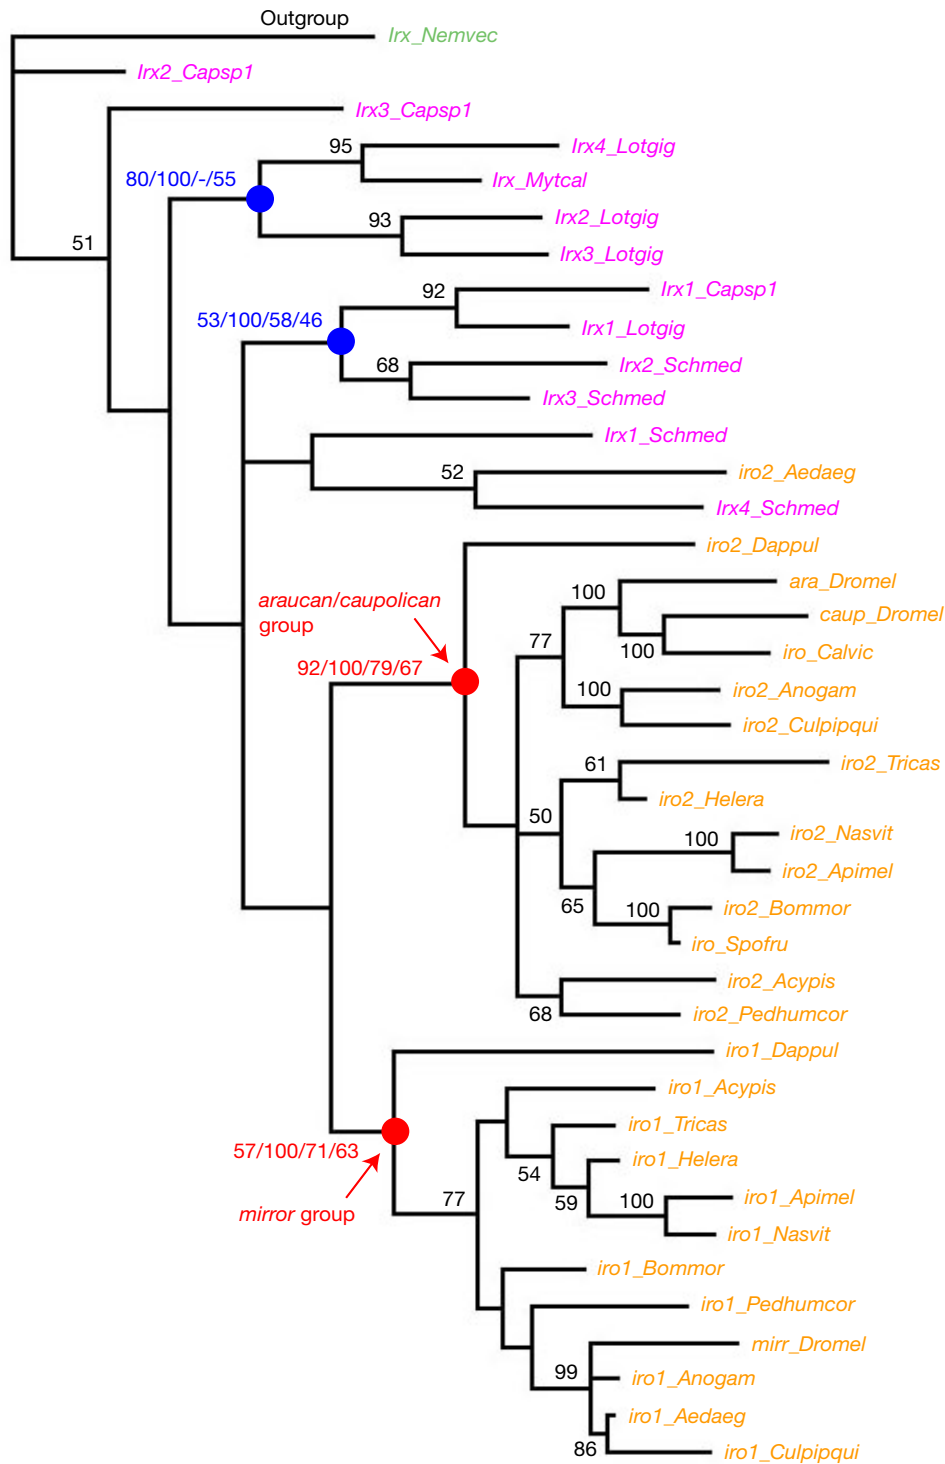 Outgroup
Irx_Nemvec
Irx2_Capsp1
Irx3_Capsp1
95
Irx4_Lotgig
80/100/-/55
Irx_Mytcal
93
Irx2_Lotgig
51
Irx3_Lotgig
92
Irx1_Capsp1
53/100/58/46
Irx1_Lotgig
68
Irx2_Schmed
Irx3_Schmed
Irx1_Schmed
52
iro2_Aedaeg
Irx4_Schmed
iro2_Dappul
araucan/caupolican
group
100
ara_Dromel
caup_Dromel
77
100
iro_Calvic
92/100/79/67
100
iro2_Anogam
iro2_Culpipqui
61
iro2_Tricas
iro2_Helera
50
100
iro2_Nasvit
iro2_Apimel
65
100
iro2_Bommor
iro_Spofru
iro2_Acypis
68
iro2_Pedhumcor
iro1_Dappul
iro1_Acypis
iro1_Tricas
57/100/71/63
54
iro1_Helera
77
59
100
iro1_Apimel
mirror group
iro1_Nasvit
iro1_Bommor
iro1_Pedhumcor
mirr_Dromel
99
iro1_Anogam
iro1_Aedaeg
86
iro1_Culpipqui